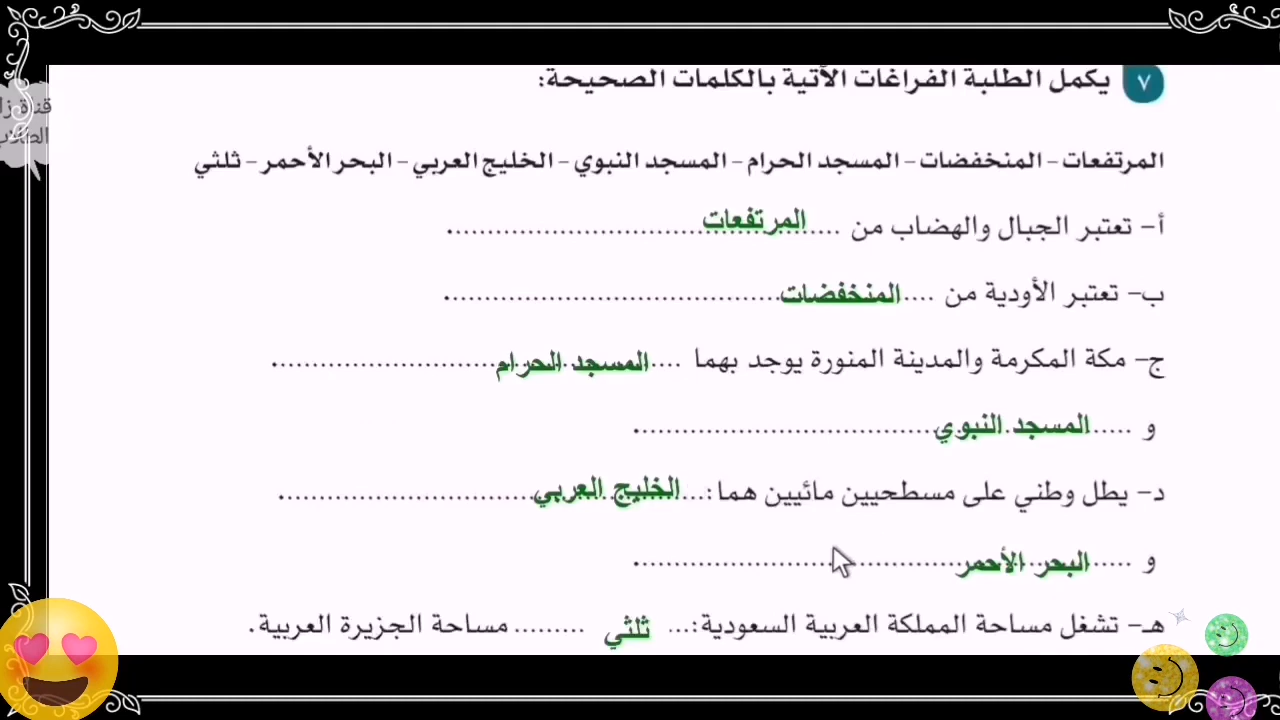 ٧ يكمل الطلبة الفراغات الآتية بالكلمات الصحيحة:
المرتفعات - المنخفضات - المسجد الحرام - المسجد النبوي - الخليج العربي - البحر الأحمر - ثلثي
أ- تعتبر الجبال والهضاب من .... المرتفعات ....
ب- تعتبر الأودية من .... المنخفضات ....
ج- مكة المكرمة والمدينة المنورة يوجد بهما .... المسجد الحرام ....
و .... المسجد النبوي ....
د- يطل وطني على مسطحيين مائيين هما: .... الخليج العربي ....
و .... البحر الأحمر ....
هـ- تشغل مساحة المملكة العربية السعودية: ... ثلثي ......... مساحة الجزيرة العربية.
قناة